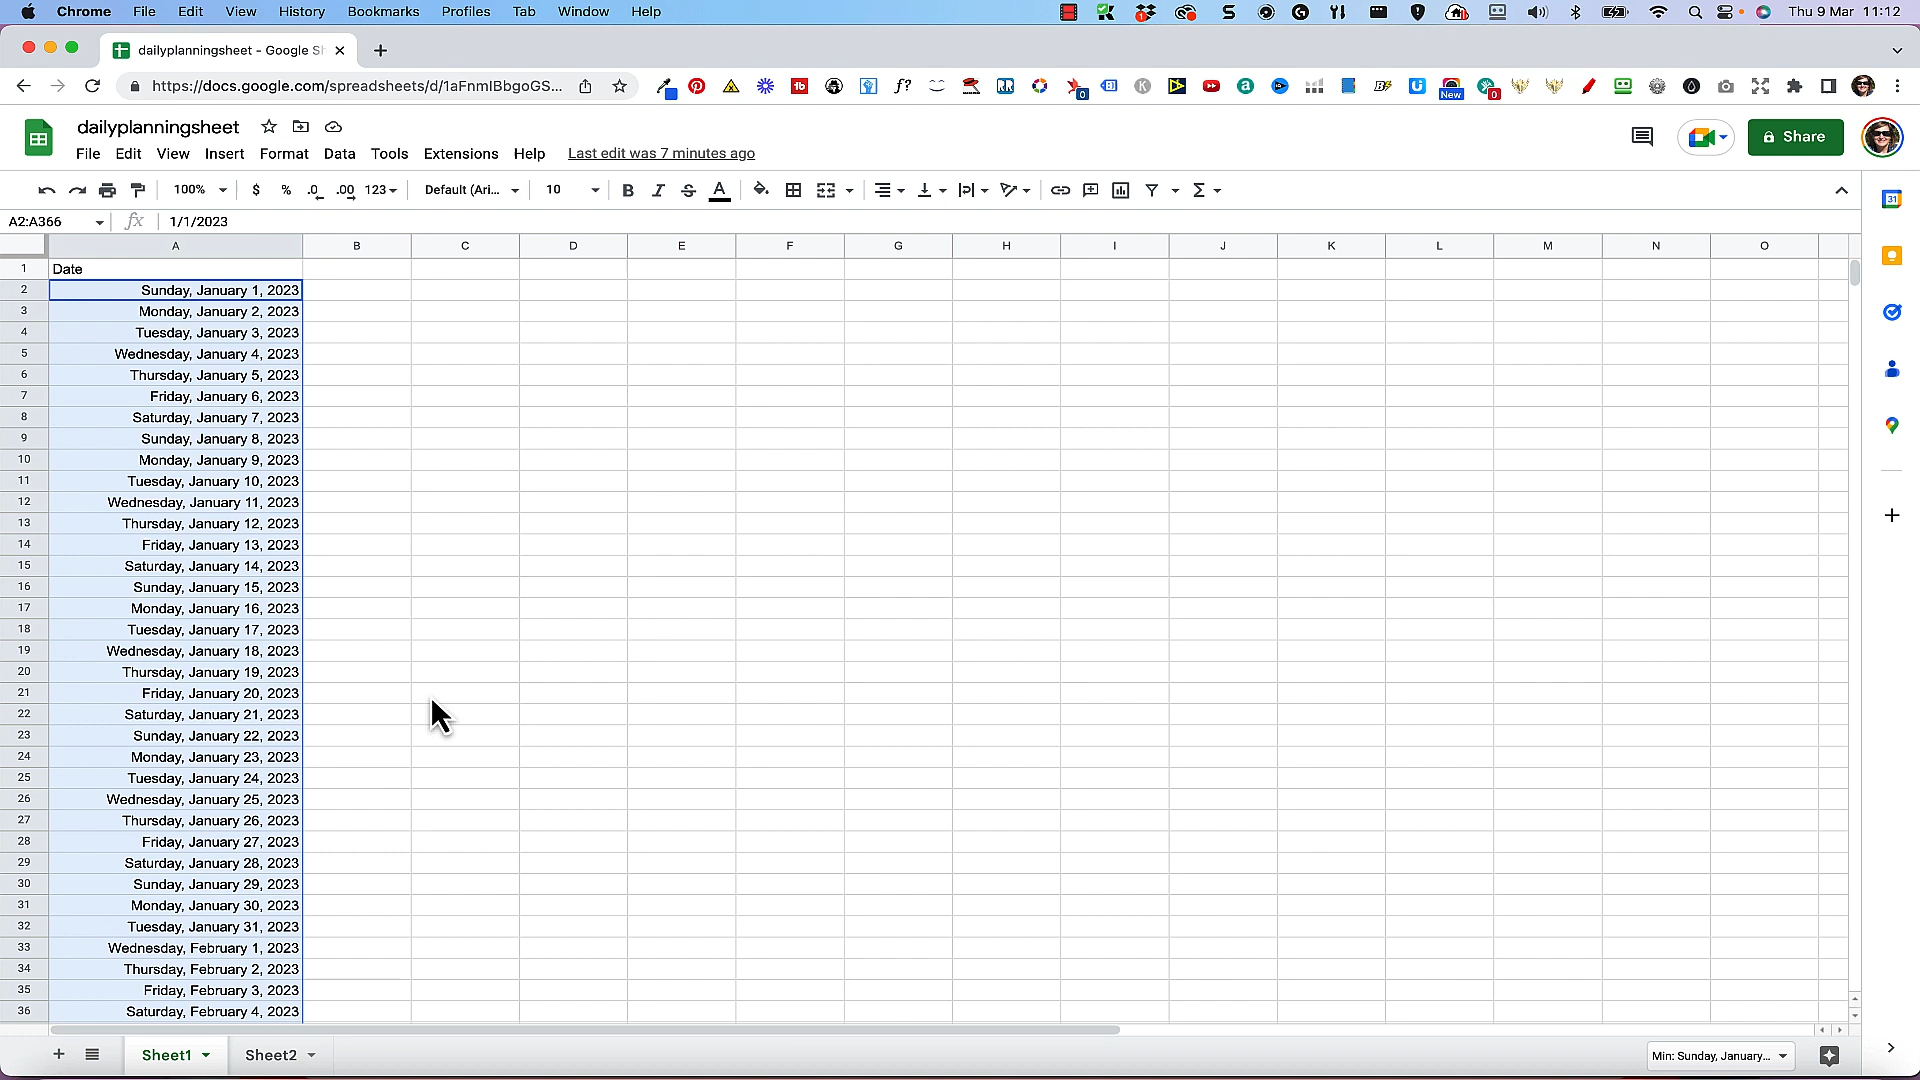 Chrome File Edit View History Bookmarks Profiles Tab Window Help Thu 9 Mar 11:12
dailyplanningsheet - Google Sh
https://docs.google.com/spreadsheets/d/1aFnmIBbgoGS...
dailyplanningsheet
Share
File Edit View Insert Format Data Tools Extensions Help Last edit was 7 minutes ago
100% $ % .0 .00 123 Default (Ari... 10
A2:A366 fx 1/1/2023
A B C D E F G H I J K L M N O
1 Date
2 Sunday, January 1, 2023
3 Monday, January 2, 2023
4 Tuesday, January 3, 2023
5 Wednesday, January 4, 2023
6 Thursday, January 5, 2023
7 Friday, January 6, 2023
8 Saturday, January 7, 2023
9 Sunday, January 8, 2023
10 Monday, January 9, 2023
11 Tuesday, January 10, 2023
12 Wednesday, January 11, 2023
13 Thursday, January 12, 2023
14 Friday, January 13, 2023
15 Saturday, January 14, 2023
16 Sunday, January 15, 2023
17 Monday, January 16, 2023
18 Tuesday, January 17, 2023
19 Wednesday, January 18, 2023
20 Thursday, January 19, 2023
21 Friday, January 20, 2023
22 Saturday, January 21, 2023
23 Sunday, January 22, 2023
24 Monday, January 23, 2023
25 Tuesday, January 24, 2023
26 Wednesday, January 25, 2023
27 Thursday, January 26, 2023
28 Friday, January 27, 2023
29 Saturday, January 28, 2023
30 Sunday, January 29, 2023
31 Monday, January 30, 2023
32 Tuesday, January 31, 2023
33 Wednesday, February 1, 2023
34 Thursday, February 2, 2023
35 Friday, February 3, 2023
36 Saturday, February 4, 2023
Sheet1 Sheet2 Min: Sunday, January...